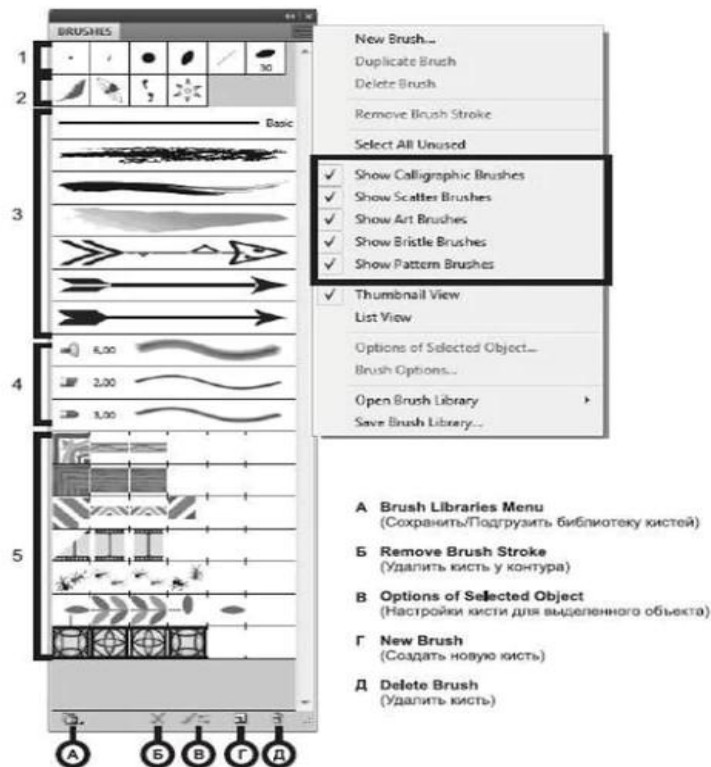 BRUSHES
1
30
2
Basic
3
4
6,00
2,00
3,00
5
New Brush...
Duplicate Brush
Delete Brush
Remove Brush Stroke
Select All Unused
Show Calligraphic Brushes
Show Scatter Brushes
Show Art Brushes
Show Bristle Brushes
Show Pattern Brushes
Thumbnail View
List View
Options of Selected Object...
Brush Options...
Open Brush Library
Save Brush Library...
А Brush Libraries Menu
(Сохранить/Подгрузить библиотеку кистей)
Б Remove Brush Stroke
(Удалить кисть у контура)
В Options of Selected Object
(Настройки кисти для выделенного объекта)
Г New Brush
(Создать новую кисть)
Д Delete Brush
(Удалить кисть)
А Б В Г Д